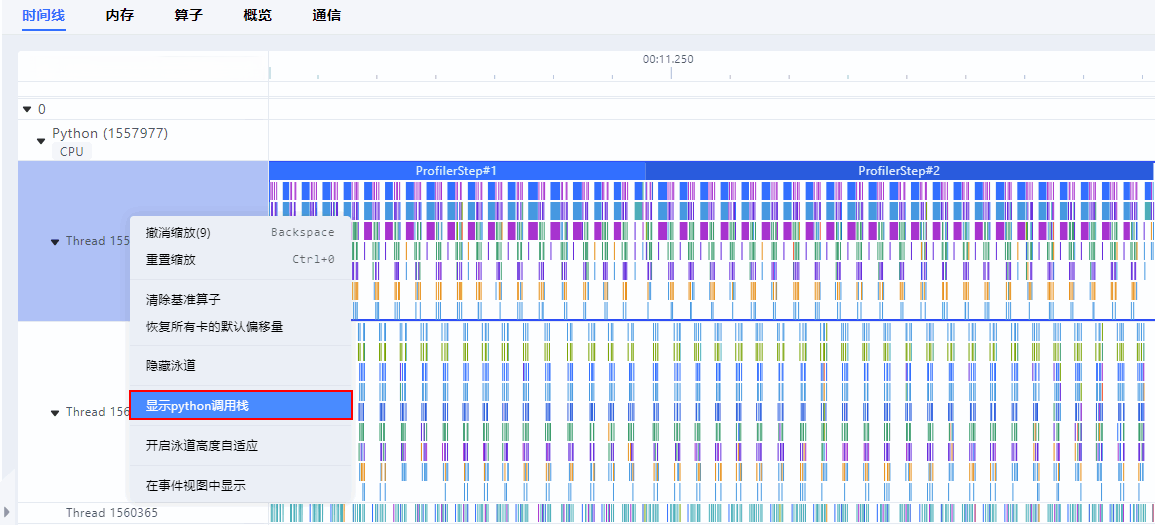 时间线 内存 算子 概览 通信
00:11.250
0
Python (1557977)
CPU
ProfilerStep#1 ProfilerStep#2
Thread 155
撤消缩放(9) Backspace
重置缩放 Ctrl+0
清除基准算子
恢复所有卡的默认偏移量
隐藏泳道
显示python调用栈
Thread 156
开启泳道高度自适应
在事件视图中显示
Thread 1560365